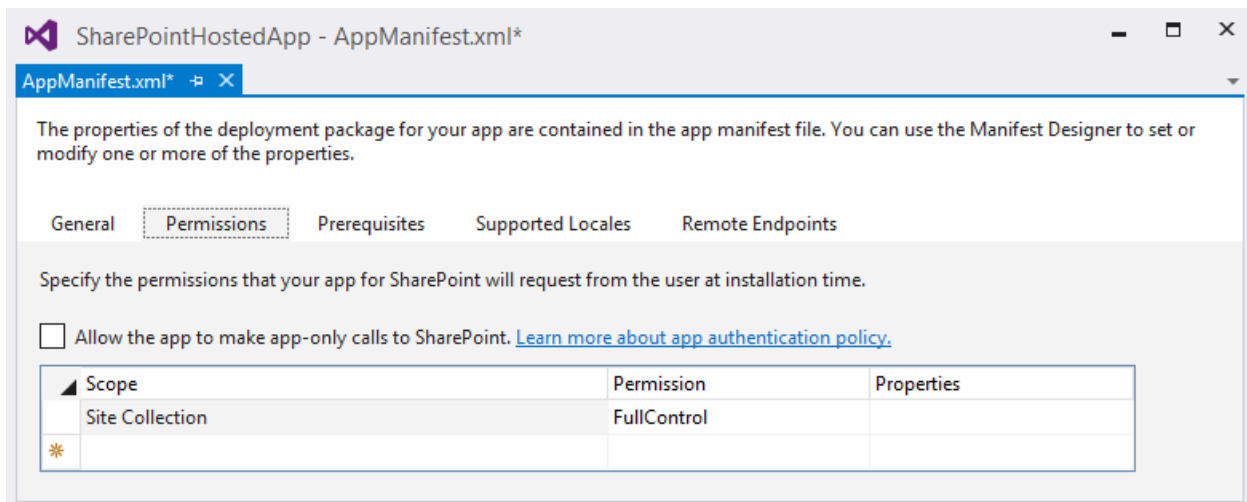 SharePointHostedApp - AppManifest.xml*
AppManifest.xml*
The properties of the deployment package for your app are contained in the app manifest file. You can use the Manifest Designer to set or
modify one or more of the properties.
General Permissions Prerequisites Supported Locales Remote Endpoints
Specify the permissions that your app for SharePoint will request from the user at installation time.
Allow the app to make app-only calls to SharePoint. Learn more about app authentication policy.
Scope Permission Properties
Site Collection FullControl